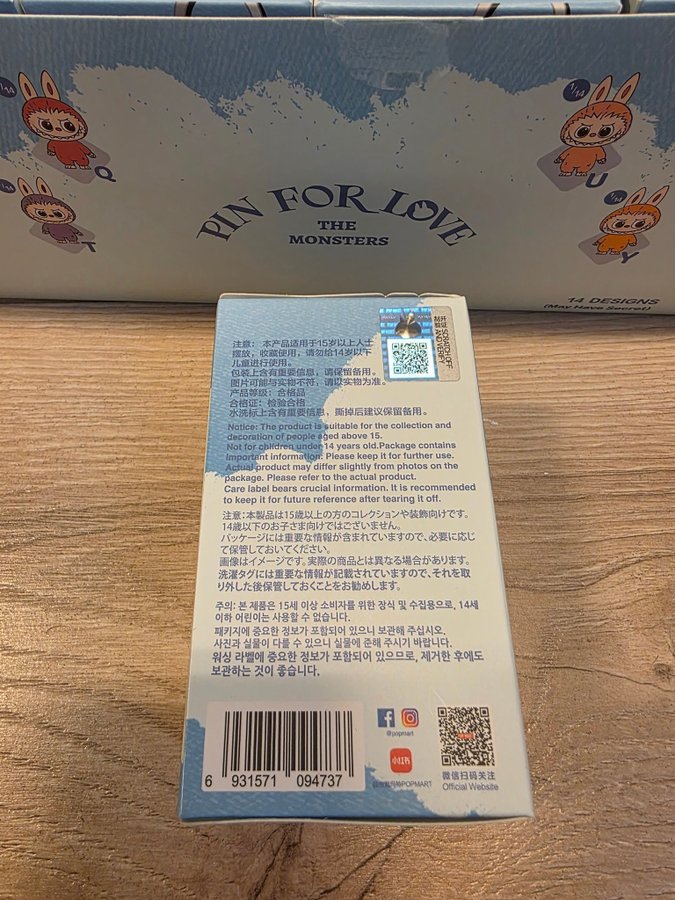 1/14
Q
1/14
T
PIN FOR LOVE
THE
MONSTERS
1/14
U
1/14
Y
14 DESIGNS
(May Have Secret)
刮开
验证
SCRATCH OFF
AND VERIFY
注意: 本产品适用于15岁以上人士
摆放，收藏使用，请勿给14岁以下
儿童进行使用。
包装上含有重要信息，请保留备用。
图片可能与实物不符，请以实物为准。
产品等级：合格品
合格证：检验合格
水洗标上含有重要信息，撕掉后建议保留备用。
Notice: The product is suitable for the collection and
decoration of people aged above 15.
Not for children under 14 years old.Package contains
important information. Please keep it for further use.
Actual product may differ slightly from photos on the
package. Please refer to the actual product.
Care label bears crucial information. It is recommended
to keep it for future reference after tearing it off.
注意:本製品は15歳以上の方のコレクションや装飾向けです。
14歳以下のお子さま向けではございません。
パッケージには重要な情報が含まれていますので、必要に応じ
て保管しておいてください。
画像はイメージです。実際の商品とは異なる場合があります。
洗濯タグには重要な情報が記載されていますので、それを取
り外した後保管しておくことをお勧めします。
주의: 본 제품은 15세 이상 소비자를 위한 장식 및 수집용으로, 14세
이하 어린이는 사용할 수 없습니다.
패키지에 중요한 정보가 포함되어 있으니 보관해 주십시오.
사진과 실물이 다를 수 있으니 실물에 준해 주시기 바랍니다.
워싱 라벨에 중요한 정보가 포함되어 있으므로, 제거한 후에도
보관하는 것이 좋습니다.
6 931571 094737
@popmart
小红书
POPMART
微信扫码关注
Official Website